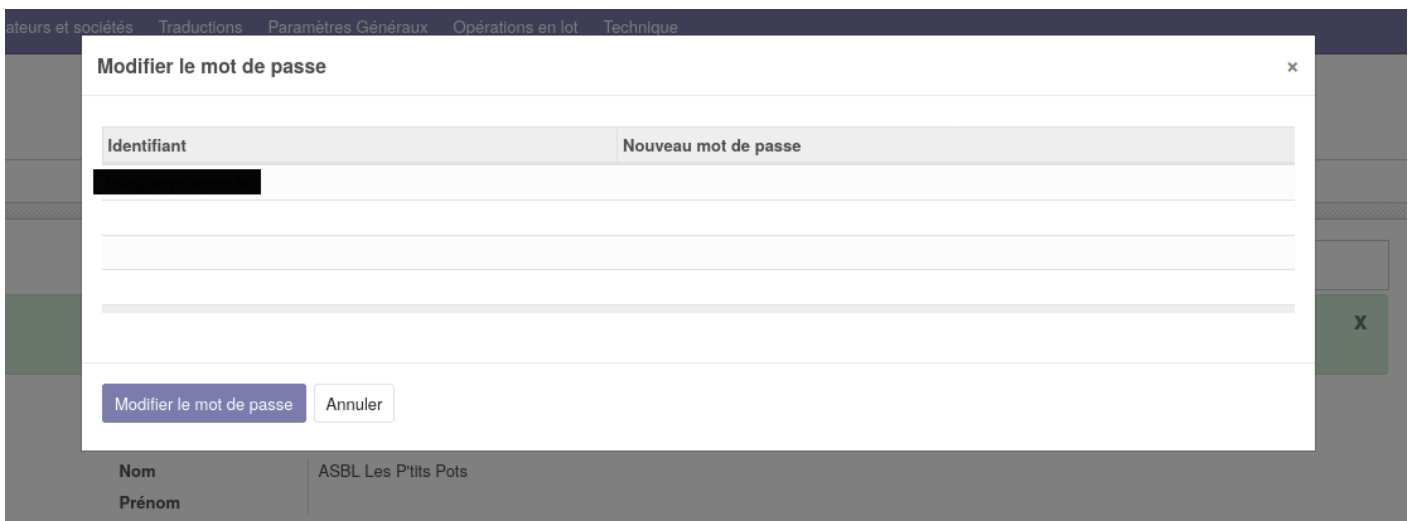 ateurs et sociétés Traductions Paramètres Généraux Opérations en lot Technique
Modifier le mot de passe ×
Identifiant Nouveau mot de passe
X
Modifier le mot de passe Annuler
Nom ASBL Les P'tits Pots
Prénom